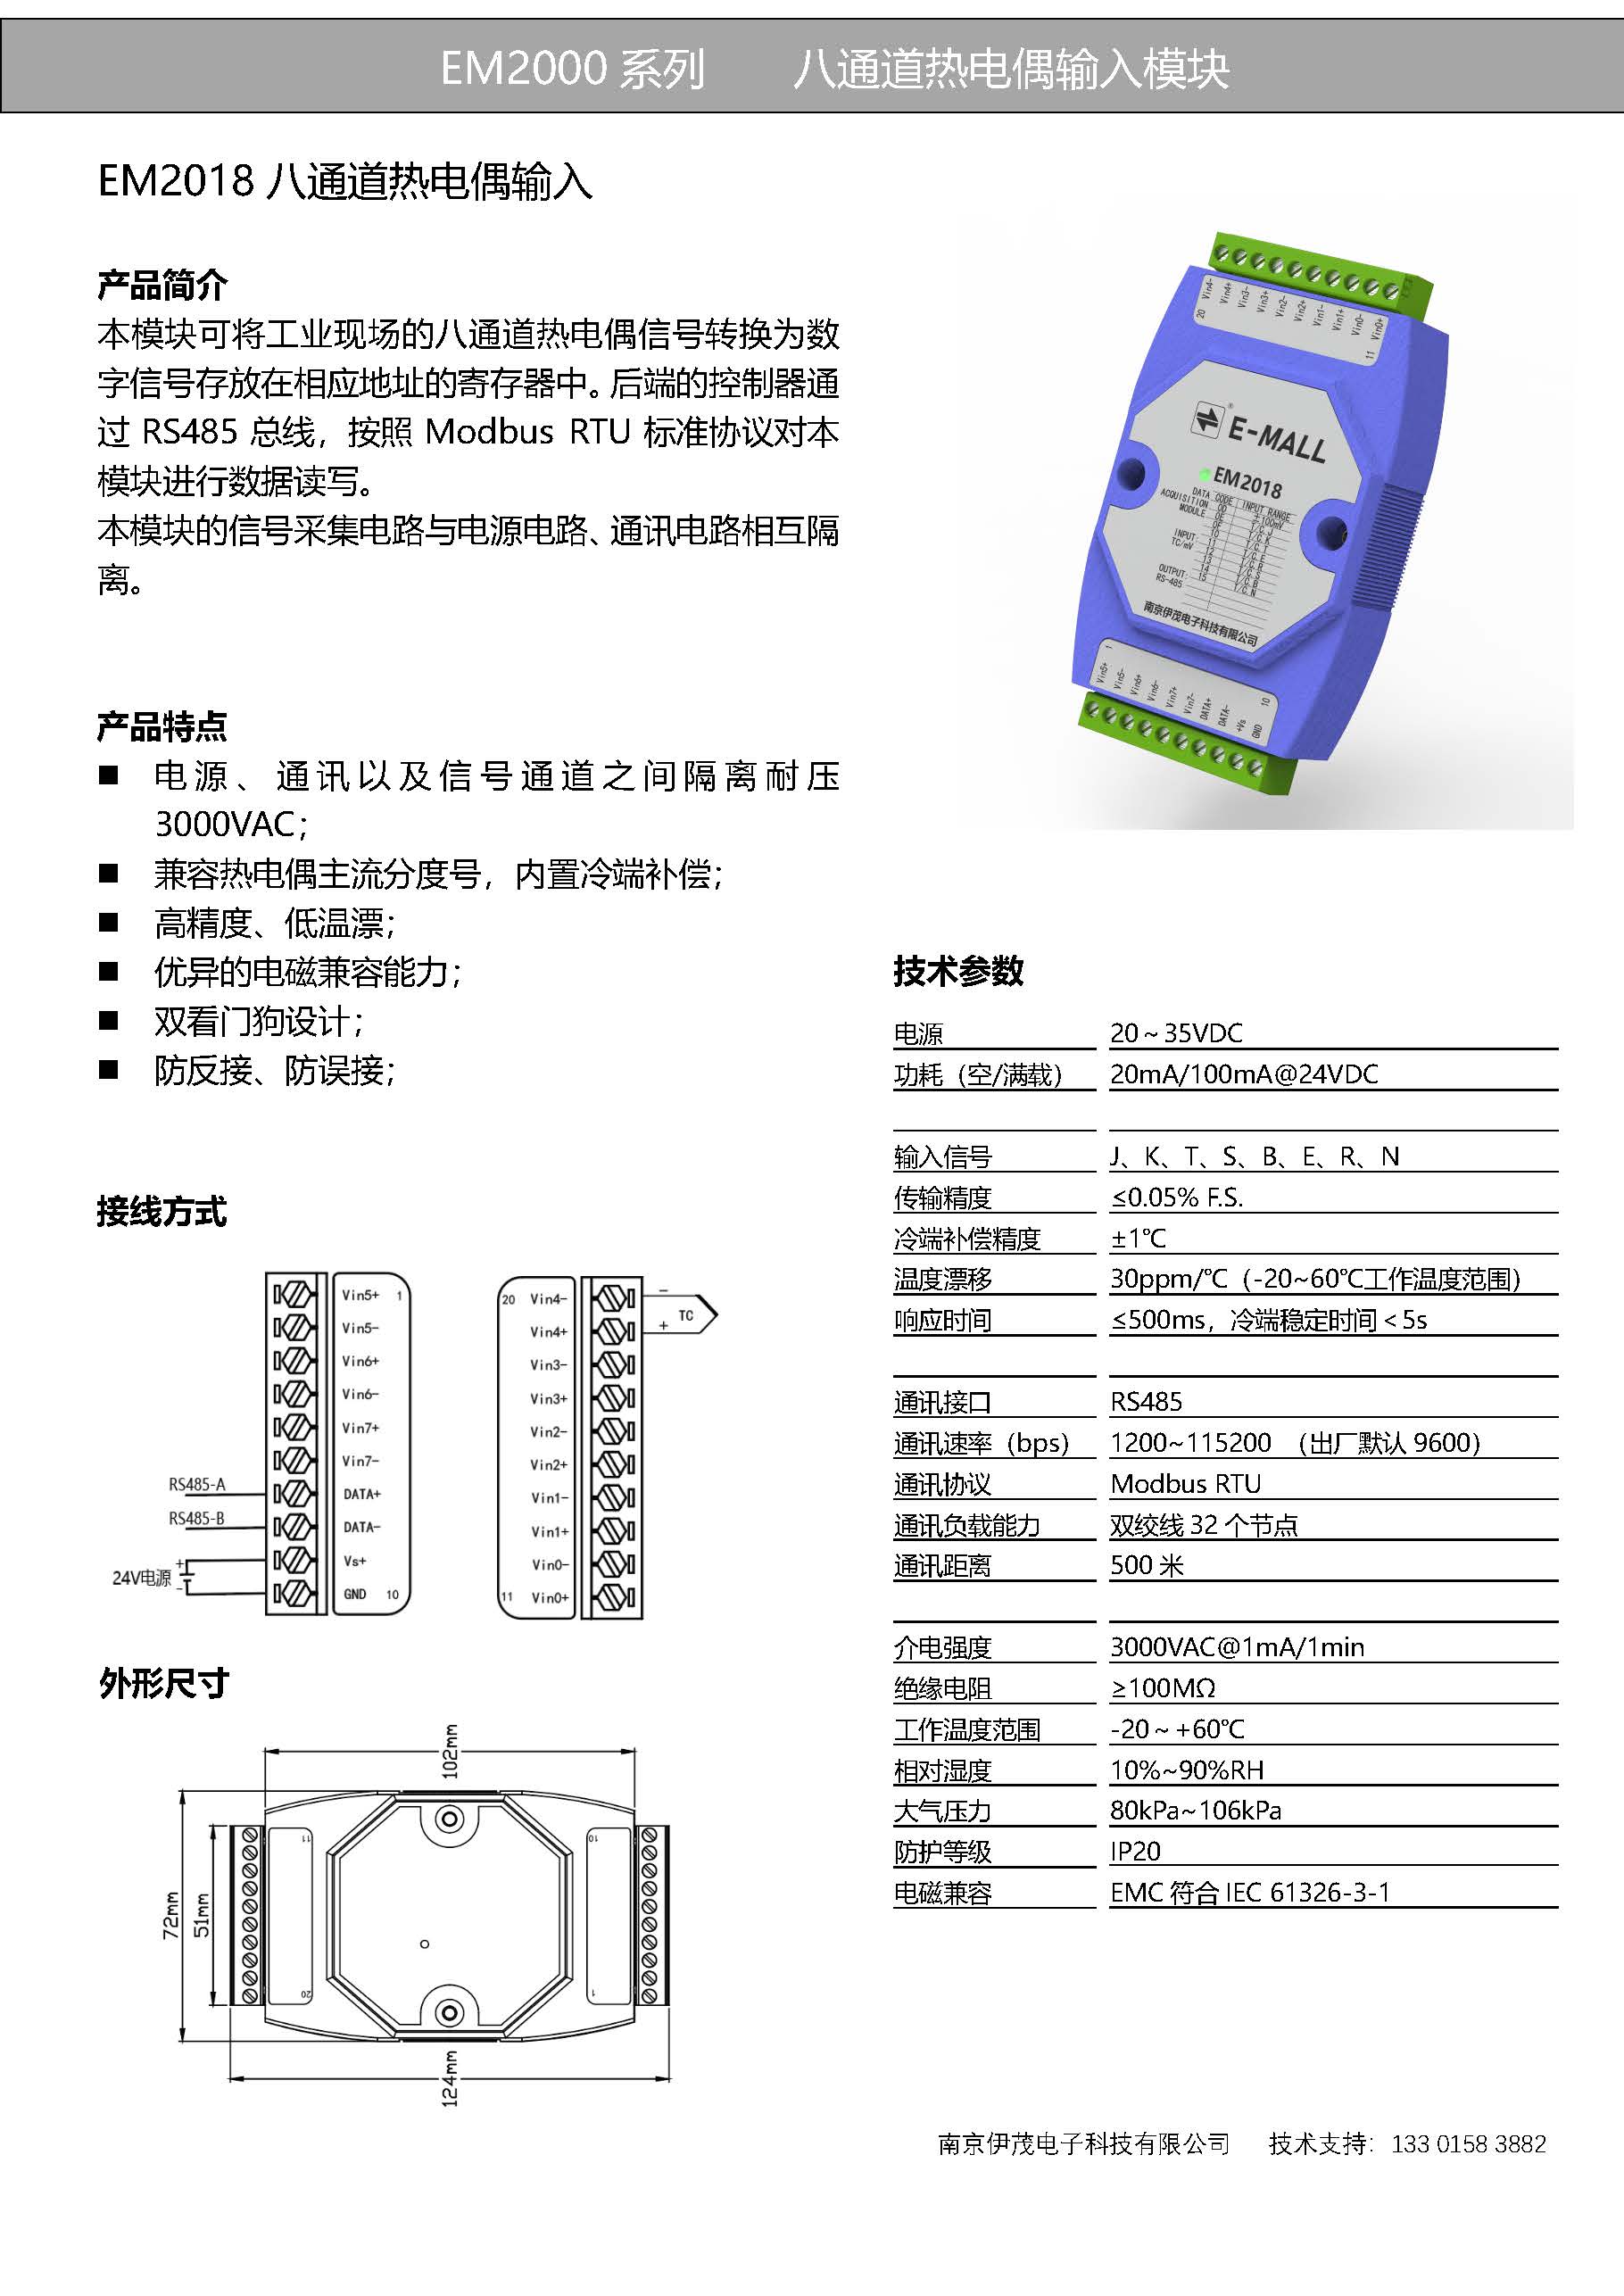 EM2000 系列 八通道热电偶输入模块
EM2018 八通道热电偶输入
产品简介
本模块可将工业现场的八通道热电偶信号转换为数
字信号存放在相应地址的寄存器中。后端的控制器通
过 RS485 总线，按照 Modbus RTU 标准协议对本
模块进行数据读写。
本模块的信号采集电路与电源电路、通讯电路相互隔
离。
产品特点
■ 电源、通讯以及信号通道之间隔离耐压
3000VAC；
■ 兼容热电偶主流分度号，内置冷端补偿；
■ 高精度、低温漂；
■ 优异的电磁兼容能力；
■ 双看门狗设计；
■ 防反接、防误接；
接线方式
Vin5+ 1
Vin5-
Vin6+
Vin6-
Vin7+
Vin7-
RS485-A DATA+
RS485-B DATA-
Vs+
24V电源 + -
GND 10
20 Vin4- -
TC
Vin4+ +
Vin3-
Vin3+
Vin2-
Vin2+
Vin1-
Vin1+
Vin0-
11 Vin0+
外形尺寸
102mm
72mm
51mm
124mm
11
20
10
1
20 Vin4- Vin4+ Vin3- Vin3+ Vin2- Vin2+ Vin1- Vin1+ Vin0- Vin0+ 11
® E-MALL
EM2018
DATA ACQUISITION MODULE
CODE INPUT RANGE
INPUT: TC/mV
OUTPUT: RS-485
南京伊茂电子科技有限公司
Vin5+ 1 Vin5- Vin6+ Vin6- Vin7+ Vin7- DATA+ DATA- +Vs GND 10
技术参数
电源 20~35VDC
功耗（空/满载） 20mA/100mA@24VDC
输入信号 J、K、T、S、B、E、R、N
传输精度 ≤0.05% F.S.
冷端补偿精度 ±1℃
温度漂移 30ppm/℃（-20~60℃工作温度范围）
响应时间 ≤500ms，冷端稳定时间＜5s
通讯接口 RS485
通讯速率（bps） 1200~115200 （出厂默认 9600）
通讯协议 Modbus RTU
通讯负载能力 双绞线 32 个节点
通讯距离 500 米
介电强度 3000VAC@1mA/1min
绝缘电阻 ≥100MΩ
工作温度范围 -20~+60℃
相对湿度 10%~90%RH
大气压力 80kPa~106kPa
防护等级 IP20
电磁兼容 EMC 符合 IEC 61326-3-1
南京伊茂电子科技有限公司 技术支持：133 0158 3882